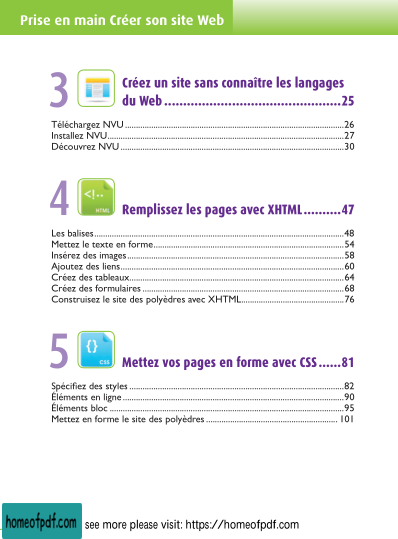 Prise en main Créer son site Web
3
Créez un site sans connaître les langages
du Web ................................................25
Téléchargez NVU ....................................................................................26
Installez NVU...........................................................................................27
Découvrez NVU ......................................................................................30
4
<!--
HTML
Remplissez les pages avec XHTML..........47
Les balises................................................................................................48
Mettez le texte en forme.........................................................................54
Insérez des images...................................................................................58
Ajoutez des liens......................................................................................60
Créez des tableaux...................................................................................64
Créez des formulaires ..............................................................................68
Construisez le site des polyèdres avec XHTML.......................................76
5
{}
CSS
Mettez vos pages en forme avec CSS ......81
Spécifiez des styles ..................................................................................82
Éléments en ligne.....................................................................................90
Éléments bloc ..........................................................................................95
Mettez en forme le site des polyèdres .................................................. 101
homeofpdf.com see more please visit: https://homeofpdf.com